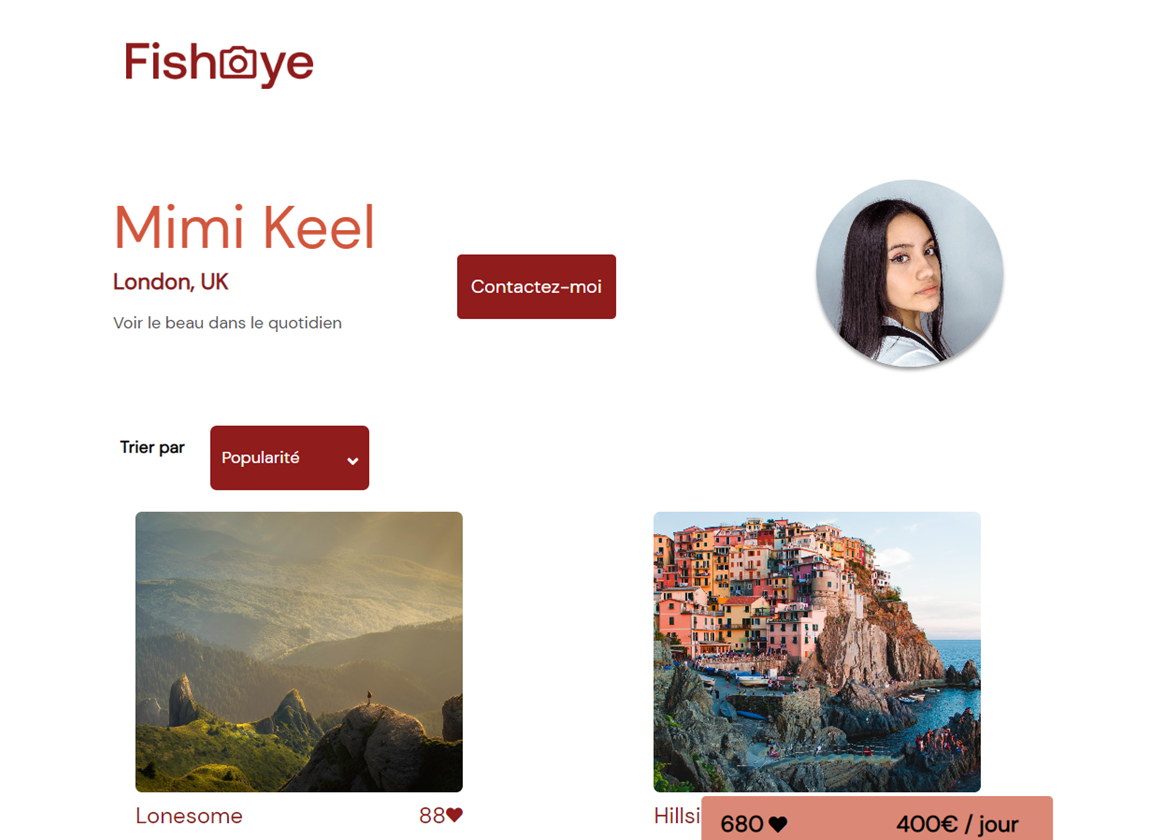 Fisheye
Mimi Keel
London, UK
Voir le beau dans le quotidien
Contactez-moi
Trier par
Popularité
Lonesome
88
Hillsi
680
400€ / jour